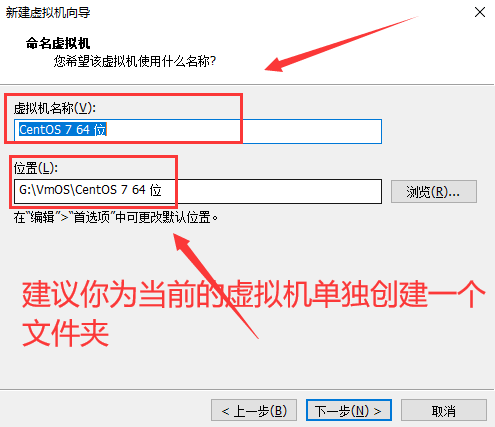 新建虚拟机向导
命名虚拟机
您希望该虚拟机使用什么名称?
虚拟机名称(V):
CentOS 7 64 位
位置(L):
G:\VmOS\CentOS 7 64 位
浏览(R)...
在“编辑”>“首选项”中可更改默认位置。
建议你为当前的虚拟机单独创建一个
文件夹
< 上一步(B)
下一步(N) >
取消